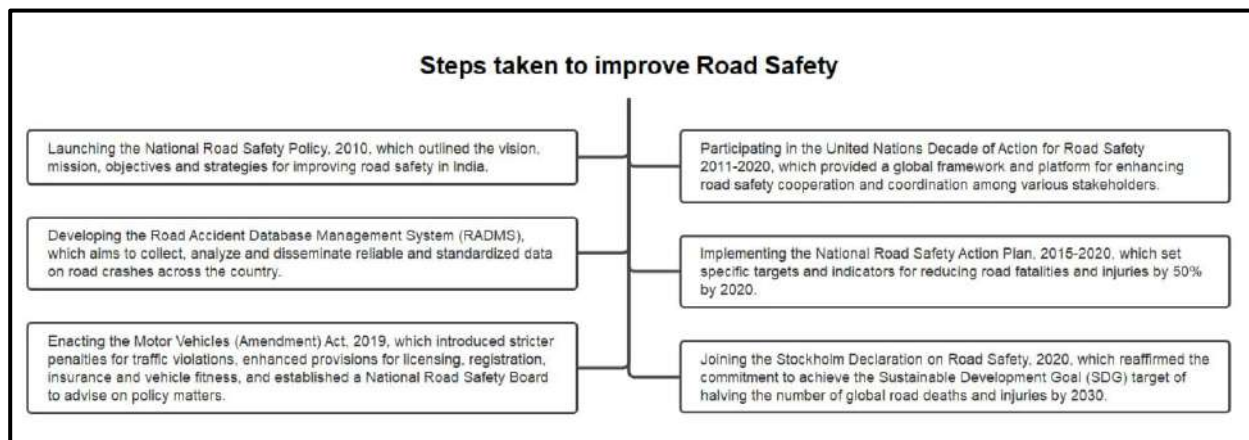 Steps taken to improve Road Safety
Launching the National Road Safety Policy, 2010, which outlined the vision,
mission, objectives and strategies for improving road safety in India.
Participating in the United Nations Decade of Action for Road Safety
2011-2020, which provided a global framework and platform for enhancing
road safety cooperation and coordination among various stakeholders.
Developing the Road Accident Database Management System (RADMS),
which aims to collect, analyze and disseminate reliable and standardized data
on road crashes across the country.
Implementing the National Road Safety Action Plan, 2015-2020, which set
specific targets and indicators for reducing road fatalities and injuries by 50%
by 2020.
Enacting the Motor Vehicles (Amendment) Act, 2019, which introduced stricter
penalties for traffic violations, enhanced provisions for licensing, registration,
insurance and vehicle fitness, and established a National Road Safety Board
to advise on policy matters.
Joining the Stockholm Declaration on Road Safety, 2020, which reaffirmed the
commitment to achieve the Sustainable Development Goal (SDG) target of
halving the number of global road deaths and injuries by 2030.